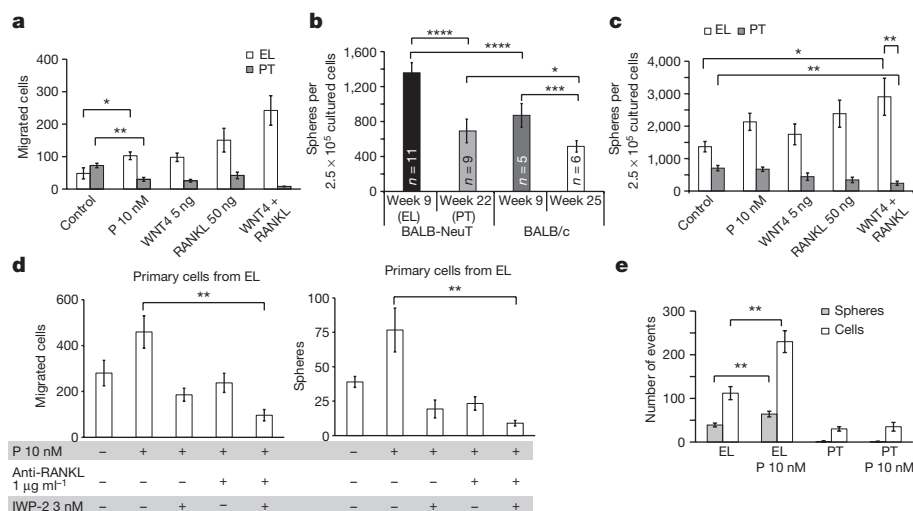 a
Migrated cells
400
300
200
100
0
EL
PT
*
**
Control
P 10 nM
WNT4 5 ng
RANKL 50 ng
WNT4 +
RANKL
b
Spheres per
2.5 × 10⁵ cultured cells
1,600
1,200
800
400
0
****
****
*
***
n = 11
n = 9
n = 5
n = 6
Week 9
(EL)
Week 22
(PT)
Week 9
Week 25
BALB-NeuT
BALB/c
c
Spheres per
2.5 × 10⁵ cultured cells
4,000
3,000
2,000
1,000
0
EL
PT
**
*
**
Control
P 10 nM
WNT4 5 ng
RANKL 50 ng
WNT4 +
RANKL
d
Primary cells from EL
Migrated cells
600
400
200
0
**
Primary cells from EL
Spheres
100
75
50
25
0
**
P 10 nM – + + + + – + + + +
Anti-RANKL
1 µg ml⁻¹ – – – + + – – – + +
IWP-2 3 nM – – + – + – – + – +
e
Number of events
300
200
100
0
Spheres
Cells
**
**
EL
EL
P 10 nM
PT
PT
P 10 nM